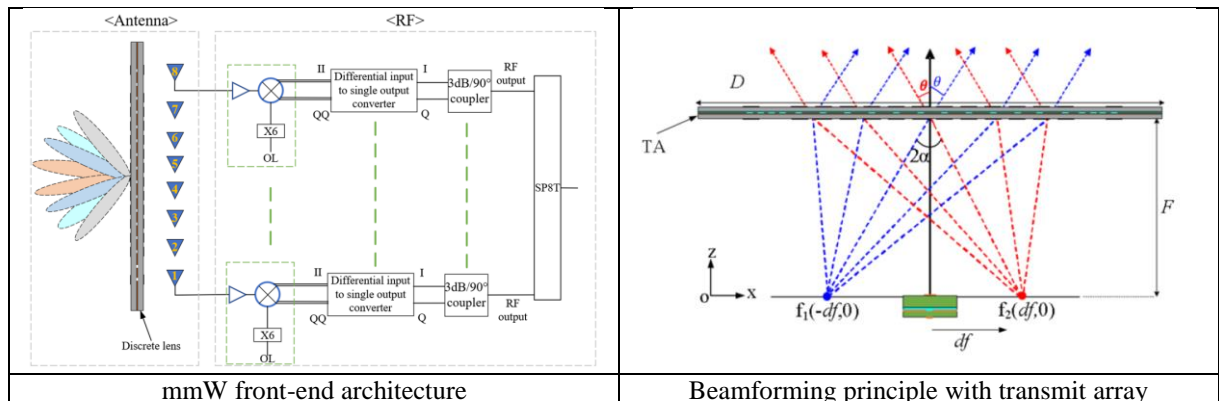 <Antenna>
<RF>
8
7
6
5
4
3
2
1
Discrete lens
X6
OL
II
QQ
Differential input
to single output
converter
I
Q
3dB/90°
coupler
RF
output
X6
OL
II
QQ
Differential input
to single output
converter
I
Q
3dB/90°
coupler
RF
output
SP8T
mmW front-end architecture
D
θ
θ
TA
2α
F
z
o
x
f₁(-df,0)
f₂(df,0)
df
Beamforming principle with transmit array